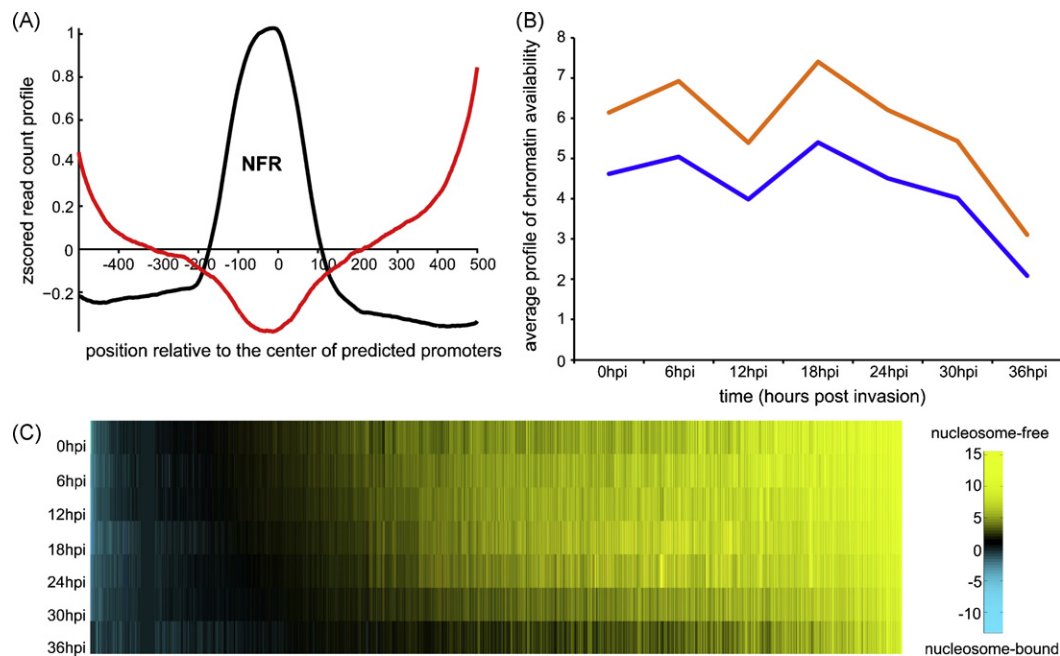 (A)
zscored read count profile
1
0.8
0.6
0.4
0.2
0
−0.2
NFR
-400 -300 -200 -100 0 100 200 300 400 500
position relative to the center of predicted promoters
(B)
average profile of chromatin availability
8
7
6
5
4
3
2
1
0
0hpi 6hpi 12hpi 18hpi 24hpi 30hpi 36hpi
time (hours post invasion)
(C)
0hpi
6hpi
12hpi
18hpi
24hpi
30hpi
36hpi
nucleosome-free
15
10
5
0
-5
-10
nucleosome-bound